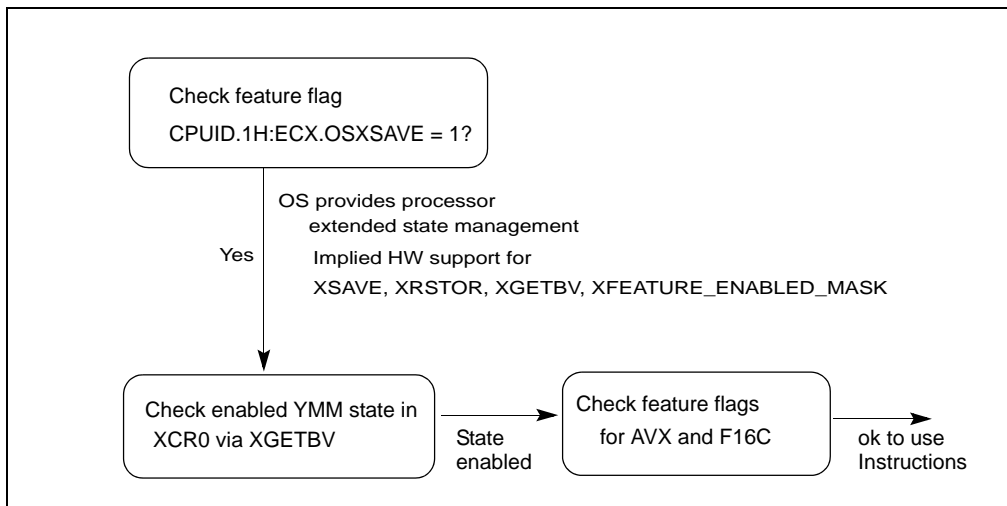 Check feature flag
CPUID.1H:ECX.OSXSAVE = 1?
OS provides processor
extended state management
Yes
Implied HW support for
XSAVE, XRSTOR, XGETBV, XFEATURE_ENABLED_MASK
Check enabled YMM state in
XCR0 via XGETBV
State
enabled
Check feature flags
for AVX and F16C
ok to use
Instructions